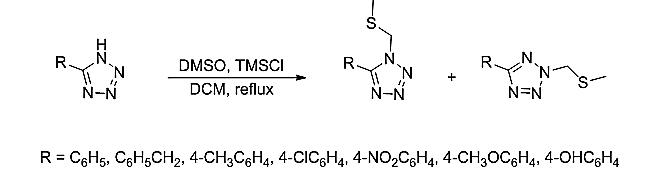 S
H
R N R N R N
DMSO, TMSCl
N N N + N
N-N DCM, reflux N-N N-N S
R = C6H5, C6H5CH2, 4-CH3C6H4, 4-ClC6H4, 4-NO2C6H4, 4-CH3OC6H4, 4-OHC6H4